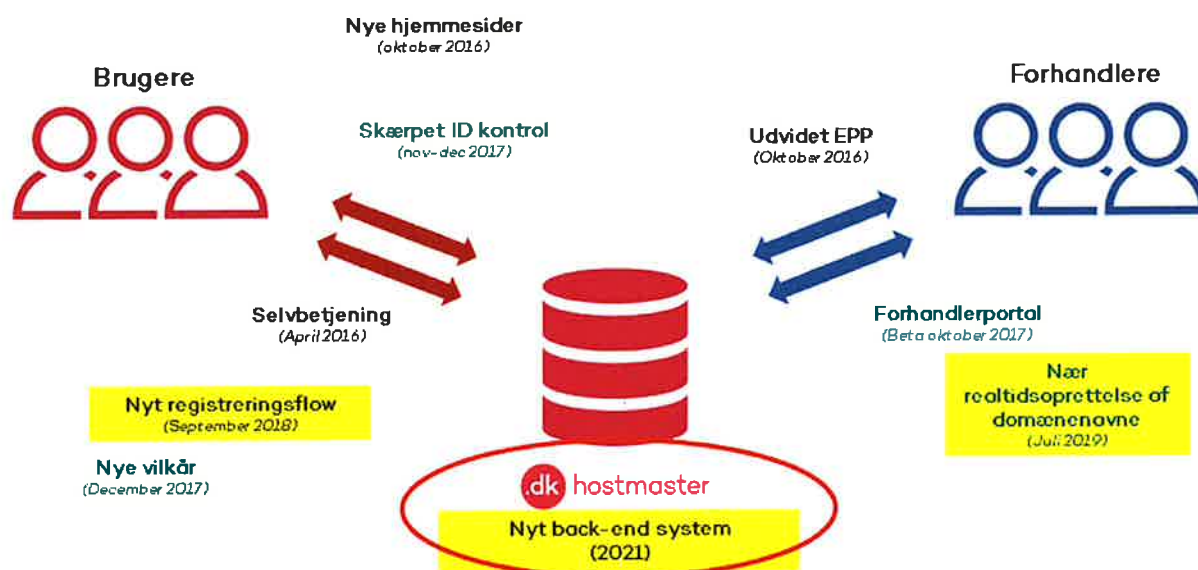 Nye hjemmesider
(oktober 2016)
Brugere
Forhandlere
Skærpet ID kontrol
(nov-dec 2017)
Udvidet EPP
(Oktober 2016)
Selvbetjening
(April 2016)
Forhandlerportal
(Beta oktober 2017)
Nyt registreringsflow
(September 2018)
Nær
realtidsoprettelse af
domænenavne
(Juli 2019)
Nye vilkår
(December 2017)
.dk hostmaster
Nyt back-end system
(2021)